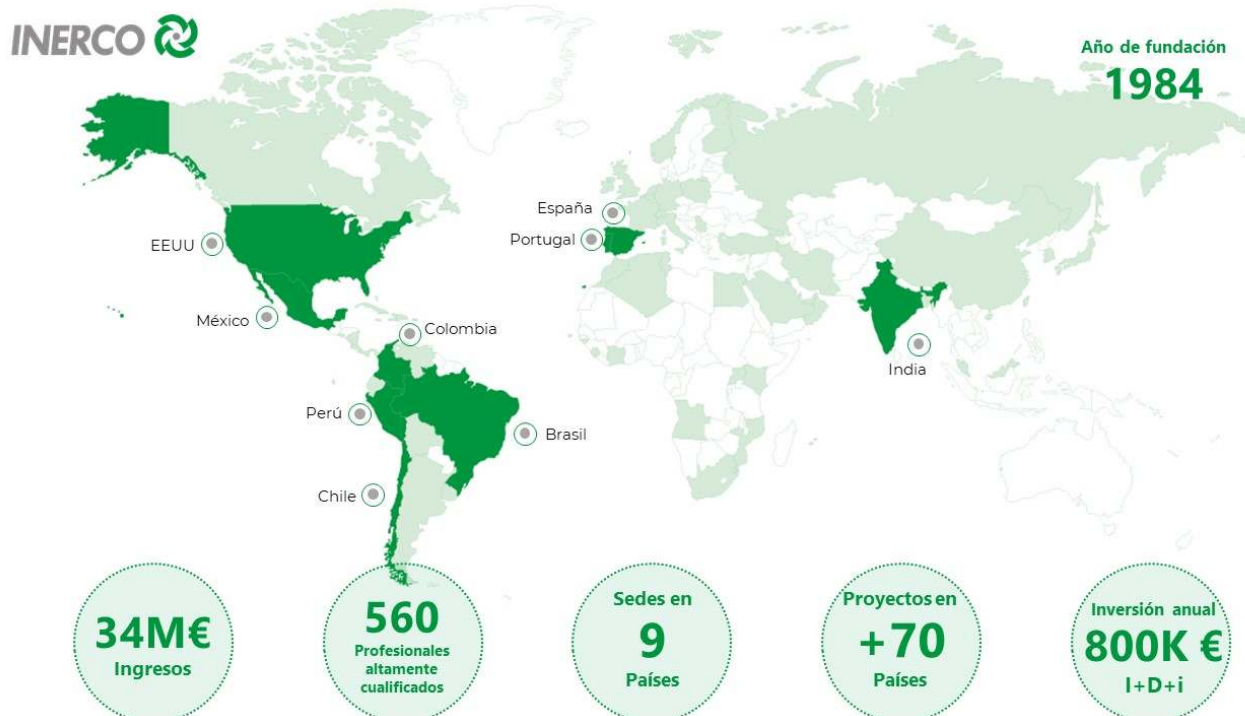 INERCO
Año de fundación
1984
España
Portugal
EEUU
México
Colombia
India
Perú
Brasil
Chile
34M€
Ingresos
560
Profesionales
altamente
cualificados
Sedes en
9
Países
Proyectos en
+70
Países
Inversión anual
800K €
I+D+i